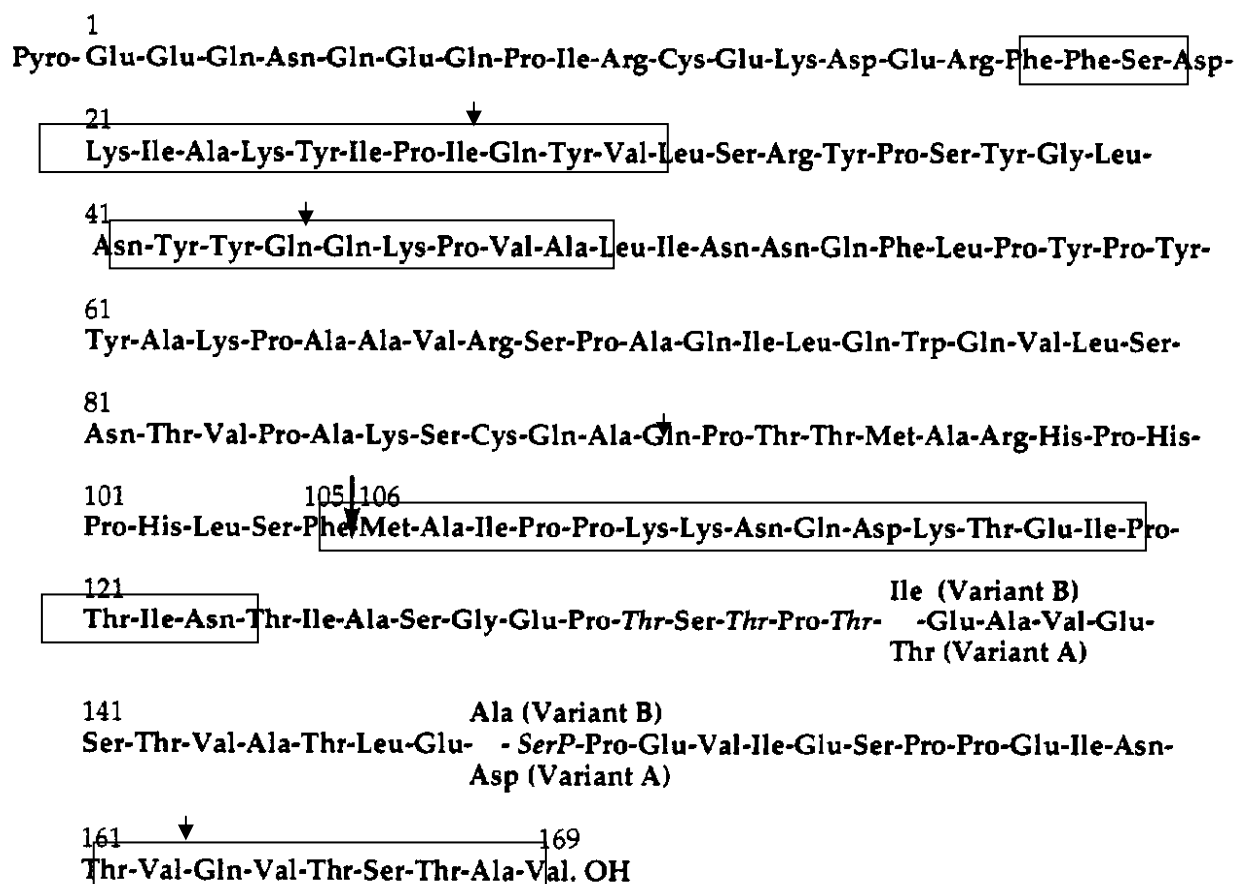 1
Pyro-Glu-Glu-Gln-Asn-Gln-Glu-Gln-Pro-Ile-Arg-Cys-Glu-Lys-Asp-Glu-Arg-Phe-Phe-Ser-Asp-
21
Lys-Ile-Ala-Lys-Tyr-Ile-Pro-Ile-Gln-Tyr-Val-Leu-Ser-Arg-Tyr-Pro-Ser-Tyr-Gly-Leu-
41
Asn-Tyr-Tyr-Gln-Gln-Lys-Pro-Val-Ala-Leu-Ile-Asn-Asn-Gln-Phe-Leu-Pro-Tyr-Pro-Tyr-
61
Tyr-Ala-Lys-Pro-Ala-Ala-Val-Arg-Ser-Pro-Ala-Gln-Ile-Leu-Gln-Trp-Gln-Val-Leu-Ser-
81
Asn-Thr-Val-Pro-Ala-Lys-Ser-Cys-Gln-Ala-Gln-Pro-Thr-Thr-Met-Ala-Arg-His-Pro-His-
101 105 106
Pro-His-Leu-Ser-Phe-Met-Ala-Ile-Pro-Pro-Lys-Lys-Asn-Gln-Asp-Lys-Thr-Glu-Ile-Pro-
121 Ile (Variant B)
Thr-Ile-Asn-Thr-Ile-Ala-Ser-Gly-Glu-Pro-Thr-Ser-Thr-Pro-Thr- -Glu-Ala-Val-Glu-
Thr (Variant A)
141 Ala (Variant B)
Ser-Thr-Val-Ala-Thr-Leu-Glu- - SerP-Pro-Glu-Val-Ile-Glu-Ser-Pro-Pro-Glu-Ile-Asn-
Asp (Variant A)
161 169
Thr-Val-Gln-Val-Thr-Ser-Thr-Ala-Val. OH